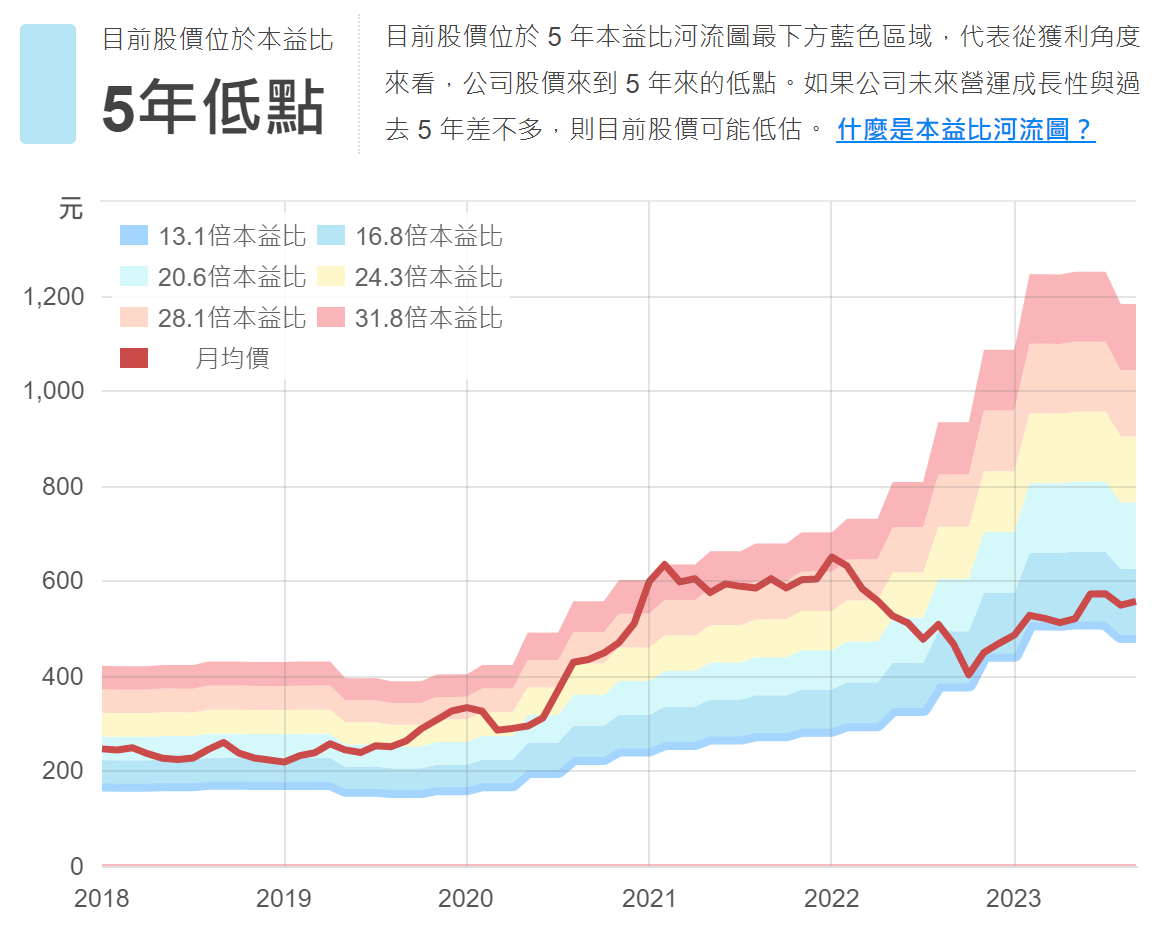 目前股價位於本益比
5年低點
目前股價位於 5 年本益比河流圖最下方藍色區域，代表從獲利角度
來看，公司股價來到 5 年來的低點。如果公司未來營運成長性與過
去 5 年差不多，則目前股價可能低估。 什麼是本益比河流圖？
元
13.1倍本益比 16.8倍本益比
20.6倍本益比 24.3倍本益比
28.1倍本益比 31.8倍本益比
月均價
1,200
1,000
800
600
400
200
0
2018 2019 2020 2021 2022 2023